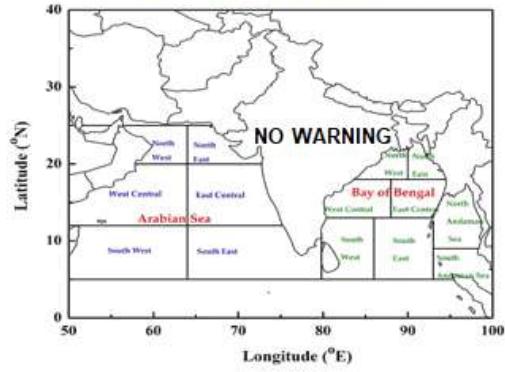 40
30
20
10
0
50
60
70
80
90
100
Latitude (°N)
Longitude (°E)
NO WARNING
North
West
North
East
West Central
East Central
Arabian Sea
South West
South East
North
West
North
East
Bay of Bengal
West Central
East Central
South
West
South
East
North
Andaman
Sea
South
Andaman Sea